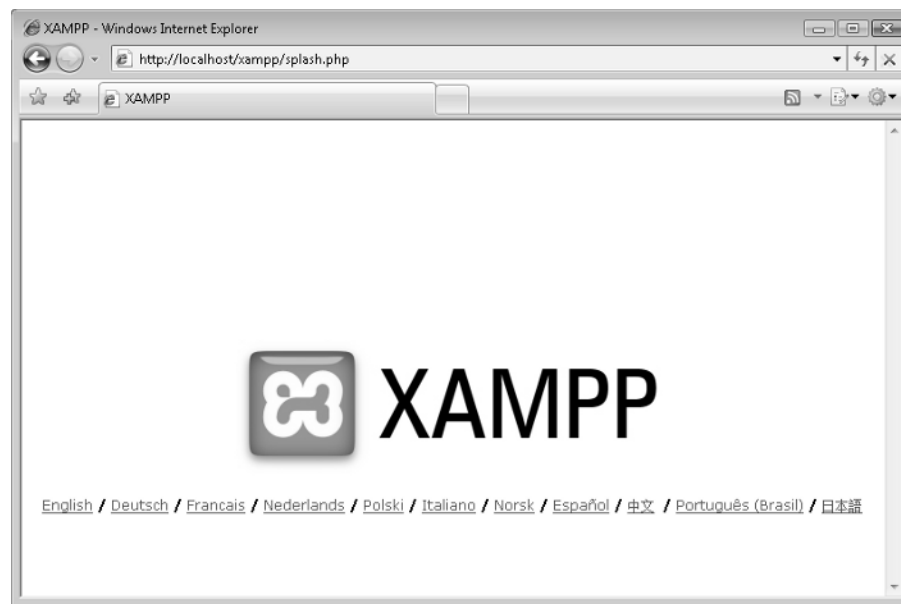 XAMPP - Windows Internet Explorer
http://localhost/xampp/splash.php
XAMPP
XAMPP
English / Deutsch / Francais / Nederlands / Polski / Italiano / Norsk / Español / 中文 / Português (Brasil) / 日本語